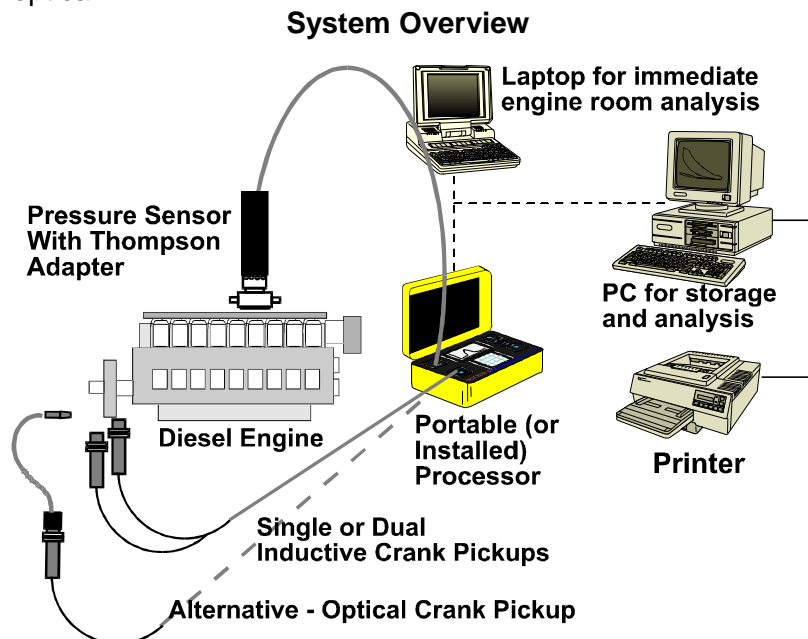 System Overview
Laptop for immediate
engine room analysis
Pressure Sensor
With Thompson
Adapter
PC for storage
and analysis
Diesel Engine
Portable (or
Installed)
Processor
Printer
Single or Dual
Inductive Crank Pickups
Alternative - Optical Crank Pickup